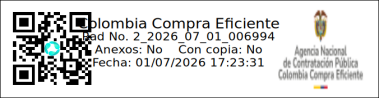 Colombia Compra Eficiente
Rad No. 2_2026_07_01_006994
Anexos: No    Con copia: No
Fecha: 01/07/2026 17:23:31
Agencia Nacional
de Contratación Pública
Colombia Compra Eficiente